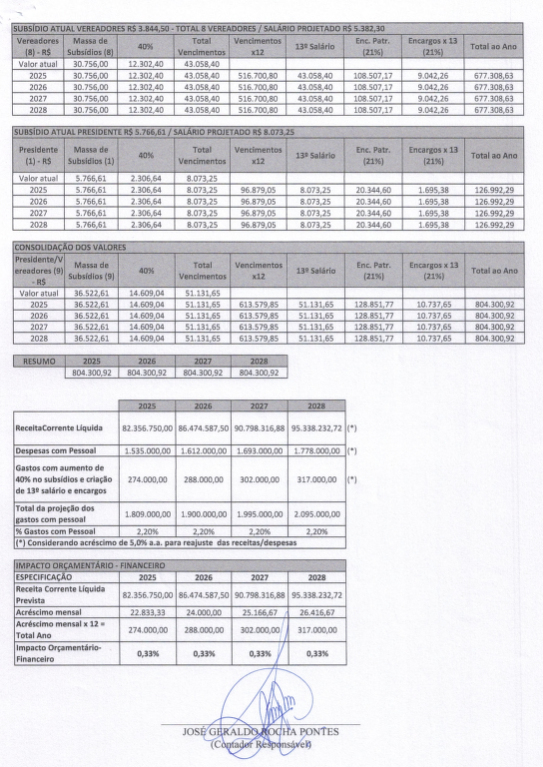 SUBSÍDIO ATUAL VEREADORES R$ 3.844,50 - TOTAL 8 VEREADORES / SALÁRIO PROJETADO R$ 5.382,30
Vereadores (8) - R$ Massa de Subsídios (8) 40% Total Vencimentos Vencimentos x12 13º Salário Enc. Patr. (21%) Encargos x 13 (21%) Total ao Ano
Valor atual 30.756,00 12.302,40 43.058,40
2025 30.756,00 12.302,40 43.058,40 516.700,80 43.058,40 108.507,17 9.042,26 677.308,63
2026 30.756,00 12.302,40 43.058,40 516.700,80 43.058,40 108.507,17 9.042,26 677.308,63
2027 30.756,00 12.302,40 43.058,40 516.700,80 43.058,40 108.507,17 9.042,26 677.308,63
2028 30.756,00 12.302,40 43.058,40 516.700,80 43.058,40 108.507,17 9.042,26 677.308,63
SUBSÍDIO ATUAL PRESIDENTE R$ 5.766,61 / SALÁRIO PROJETADO R$ 8.073,25
Presidente (1) - R$ Massa de Subsídios (1) 40% Total Vencimentos Vencimentos x12 13º Salário Enc. Patr. (21%) Encargos x 13 (21%) Total ao Ano
Valor atual 5.766,61 2.306,64 8.073,25
2025 5.766,61 2.306,64 8.073,25 96.879,05 8.073,25 20.344,60 1.695,38 126.992,29
2026 5.766,61 2.306,64 8.073,25 96.879,05 8.073,25 20.344,60 1.695,38 126.992,29
2027 5.766,61 2.306,64 8.073,25 96.879,05 8.073,25 20.344,60 1.695,38 126.992,29
2028 5.766,61 2.306,64 8.073,25 96.879,05 8.073,25 20.344,60 1.695,38 126.992,29
CONSOLIDAÇÃO DOS VALORES
Presidente/V ereadores (9) - R$ Massa de Subsídios (9) 40% Total Vencimentos Vencimentos x12 13º Salário Enc. Patr. (21%) Encargos x 13 (21%) Total ao Ano
Valor atual 36.522,61 14.609,04 51.131,65
2025 36.522,61 14.609,04 51.131,65 613.579,85 51.131,65 128.851,77 10.737,65 804.300,92
2026 36.522,61 14.609,04 51.131,65 613.579,85 51.131,65 128.851,77 10.737,65 804.300,92
2027 36.522,61 14.609,04 51.131,65 613.579,85 51.131,65 128.851,77 10.737,65 804.300,92
2028 36.522,61 14.609,04 51.131,65 613.579,85 51.131,65 128.851,77 10.737,65 804.300,92
RESUMO 2025 2026 2027 2028
804.300,92 804.300,92 804.300,92 804.300,92
2025 2026 2027 2028
ReceitaCorrente Líquida 82.356.750,00 86.474.587,50 90.798.316,88 95.338.232,72 (*)
Despesas com Pessoal 1.535.000,00 1.612.000,00 1.693.000,00 1.778.000,00 (*)
Gastos com aumento de 40% no subsídios e criação de 13º salário e encargos 274.000,00 288.000,00 302.000,00 317.000,00 (*)
Total da projeção dos gastos com pessoal 1.809.000,00 1.900.000,00 1.995.000,00 2.095.000,00
% Gastos com Pessoal 2,20% 2,20% 2,20% 2,20%
(*) Considerando acréscimo de 5,0% a.a. para reajuste das receitas/despesas
IMPACTO ORÇAMENTÁRIO - FINANCEIRO
ESPECIFICAÇÃO 2025 2026 2027 2028
Receita Corrente Líquida Prevista 82.356.750,00 86.474.587,50 90.798.316,88 95.338.232,72
Acréscimo mensal 22.833,33 24.000,00 25.166,67 26.416,67
Acréscimo mensal x 12 = Total Ano 274.000,00 288.000,00 302.000,00 317.000,00
Impacto Orçamentário- Financeiro 0,33% 0,33% 0,33% 0,33%
JOSÉ GERALDO ROCHA PONTES
(Contador Responsável)